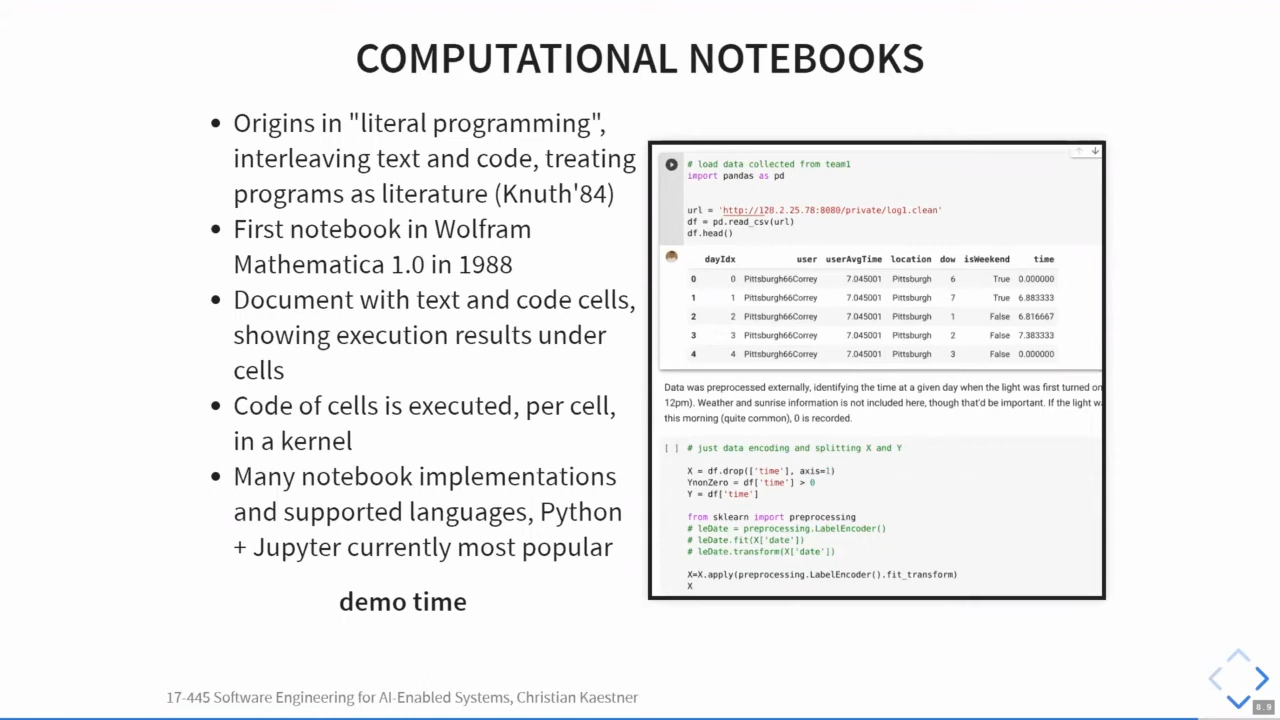 COMPUTATIONAL NOTEBOOKS
Origins in "literal programming",
interleaving text and code, treating
programs as literature (Knuth'84)
First notebook in Wolfram
Mathematica 1.0 in 1988
Document with text and code cells,
showing execution results under
cells
Code of cells is executed, per cell,
in a kernel
Many notebook implementations
and supported languages, Python
+ Jupyter currently most popular
demo time
# load data collected from team1
import pandas as pd
url = 'http://128.2.25.78:8080/private/log1.clean'
df = pd.read_csv(url)
df.head()
dayIdx user userAvgTime location dow isWeekend time
0 0 Pittsburgh66Correy 7.045001 Pittsburgh 6 True 0.000000
1 1 Pittsburgh66Correy 7.045001 Pittsburgh 7 True 6.883333
2 2 Pittsburgh66Correy 7.045001 Pittsburgh 1 False 6.816667
3 3 Pittsburgh66Correy 7.045001 Pittsburgh 2 False 7.383333
4 4 Pittsburgh66Correy 7.045001 Pittsburgh 3 False 0.000000
Data was preprocessed externally, identifying the time at a given day when the light was first turned on
12pm). Weather and sunrise information is not included here, though that'd be important. If the light w
this morning (quite common), 0 is recorded.
[ ] # just data encoding and splitting X and Y
X = df.drop(['time'], axis=1)
YnonZero = df['time'] > 0
Y = df['time']
from sklearn import preprocessing
# leDate = preprocessing.LabelEncoder()
# leDate.fit(X['date'])
# leDate.transform(X['date'])
X=X.apply(preprocessing.LabelEncoder().fit_transform)
X
17-445 Software Engineering for AI-Enabled Systems, Christian Kaestner
8.9